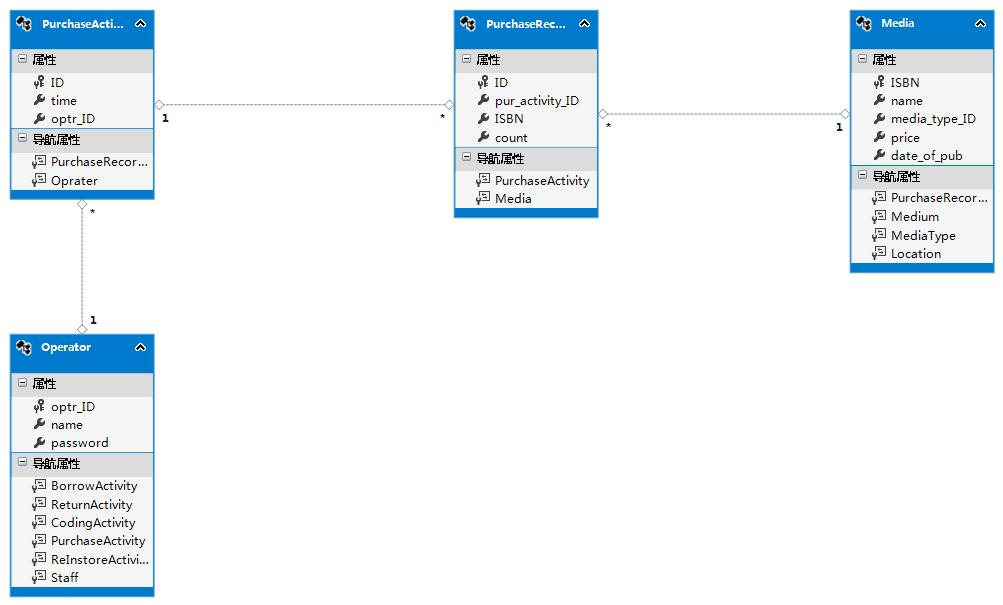 PurchaseActi...
属性
ID
time
optr_ID
导航属性
PurchaseRecor...
Oprater
1
*
PurchaseRec...
属性
ID
pur_activity_ID
ISBN
count
导航属性
PurchaseActivity
Media
*
1
Media
属性
ISBN
name
media_type_ID
price
date_of_pub
导航属性
PurchaseRecor...
Medium
MediaType
Location
*
1
Operator
属性
optr_ID
name
password
导航属性
BorrowActivity
ReturnActivity
CodingActivity
PurchaseActivity
ReInstoreActivi...
Staff